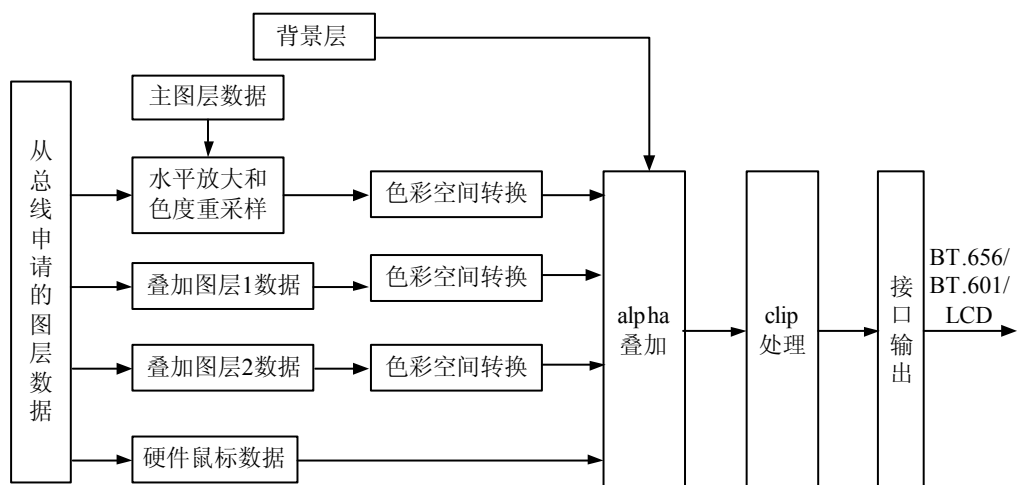 背景层
主图层数据
从总线申请的图层数据
水平放大和
色度重采样
色彩空间转换
叠加图层1数据
色彩空间转换
叠加图层2数据
色彩空间转换
硬件鼠标数据
alpha
叠加
clip
处理
接口输出
BT.656/
BT.601/
LCD